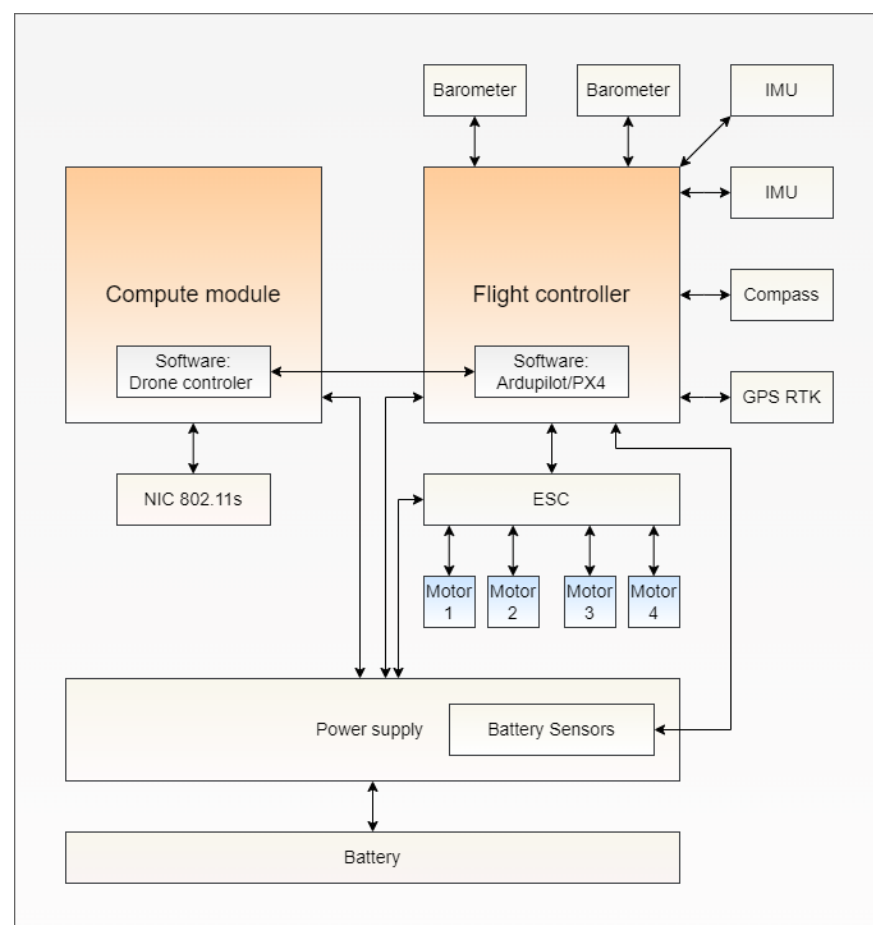 Barometer
Barometer
IMU
IMU
Compute module
Flight controller
Compass
Software:
Drone controler
Software:
Ardupilot/PX4
GPS RTK
NIC 802.11s
ESC
Motor
1
Motor
2
Motor
3
Motor
4
Power supply
Battery Sensors
Battery